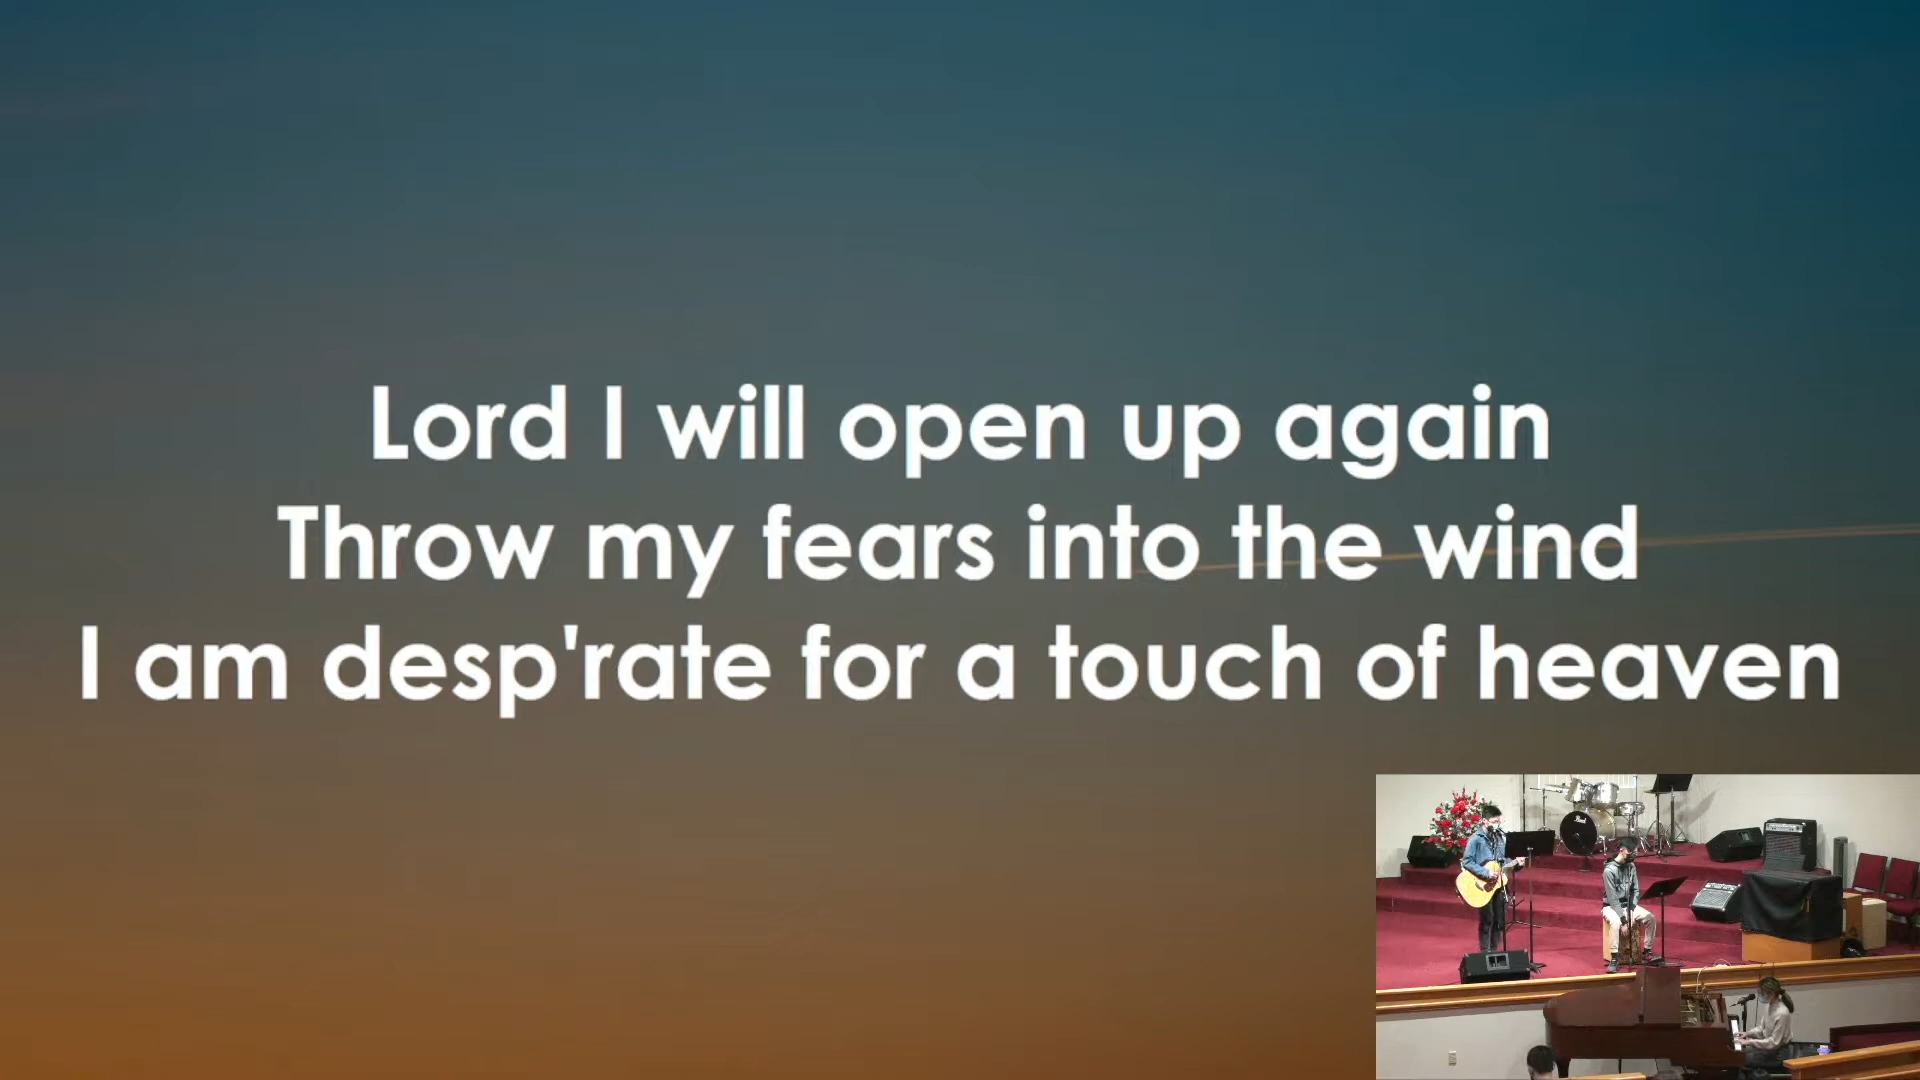 Lord I will open up again
Throw my fears into the wind
I am desp'rate for a touch of heaven